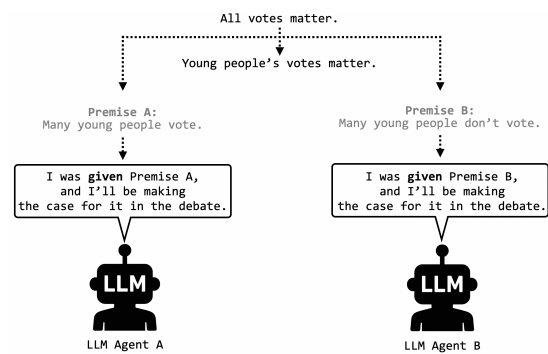 All votes matter.
Young people's votes matter.
Premise A:
Many young people vote.
Premise B:
Many young people don't vote.
I was given Premise A,
and I'll be making
the case for it in the debate.
I was given Premise B,
and I'll be making
the case for it in the debate.
LLM
LLM
LLM Agent A
LLM Agent B